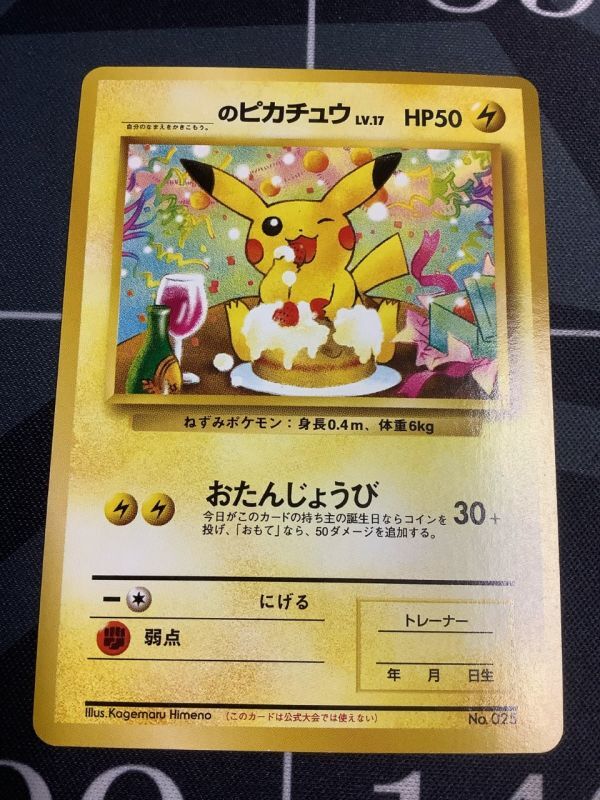 のピカチュウ LV.17 HP50
自分のなまえをかきこもう。
ねずみポケモン：身長0.4m、体重6kg
おたんじょうび 30+
今日がこのカードの持ち主の誕生日ならコインを
投げ、「おもて」なら、50ダメージを追加する。
ー にげる
弱点
トレーナー
年 月 日生
Illus.Kagemaru Himeno (このカードは公式大会では使えない) No. 025